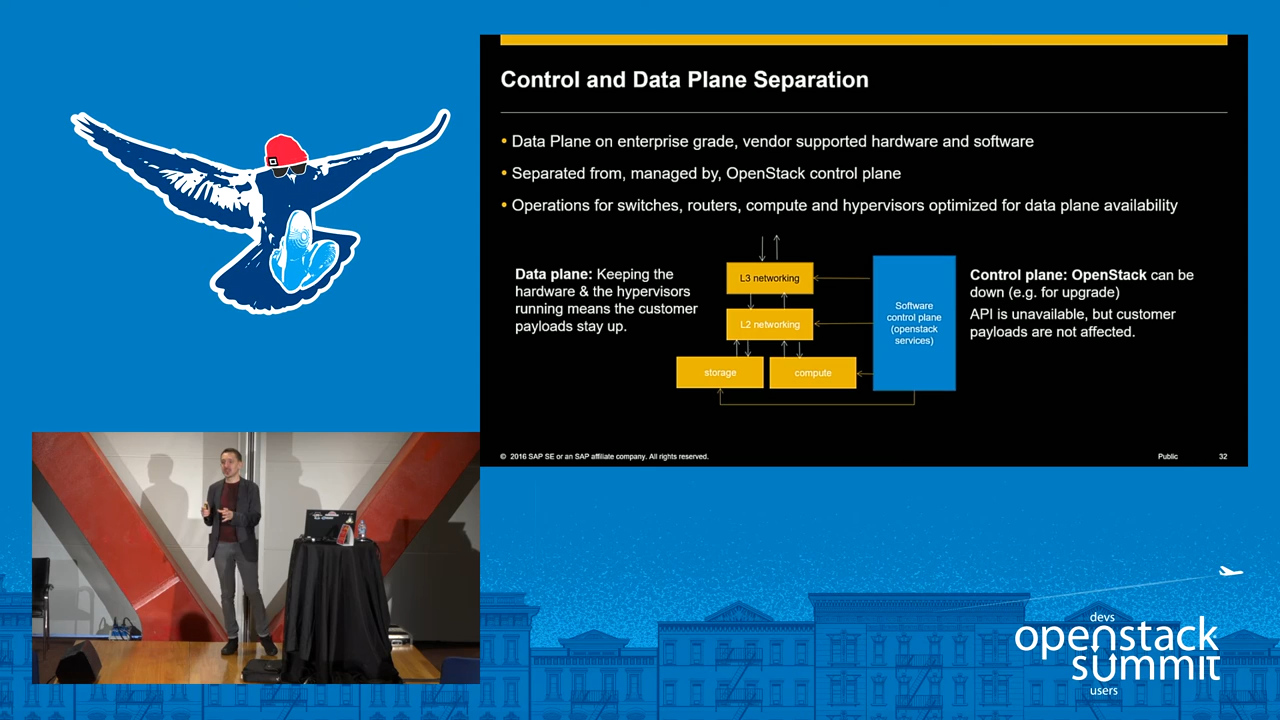 Control and Data Plane Separation
• Data Plane on enterprise grade, vendor supported hardware and software
• Separated from, managed by, OpenStack control plane
• Operations for switches, routers, compute and hypervisors optimized for data plane availability
Data plane: Keeping the
hardware & the hypervisors
running means the customer
payloads stay up.
L3 networking
L2 networking
storage
compute
Software
control plane
(openstack
services)
Control plane: OpenStack can be
down (e.g. for upgrade)
API is unavailable, but customer
payloads are not affected.
© 2016 SAP SE or an SAP affiliate company. All rights reserved.
Public
32
devs
openstack
summit
users